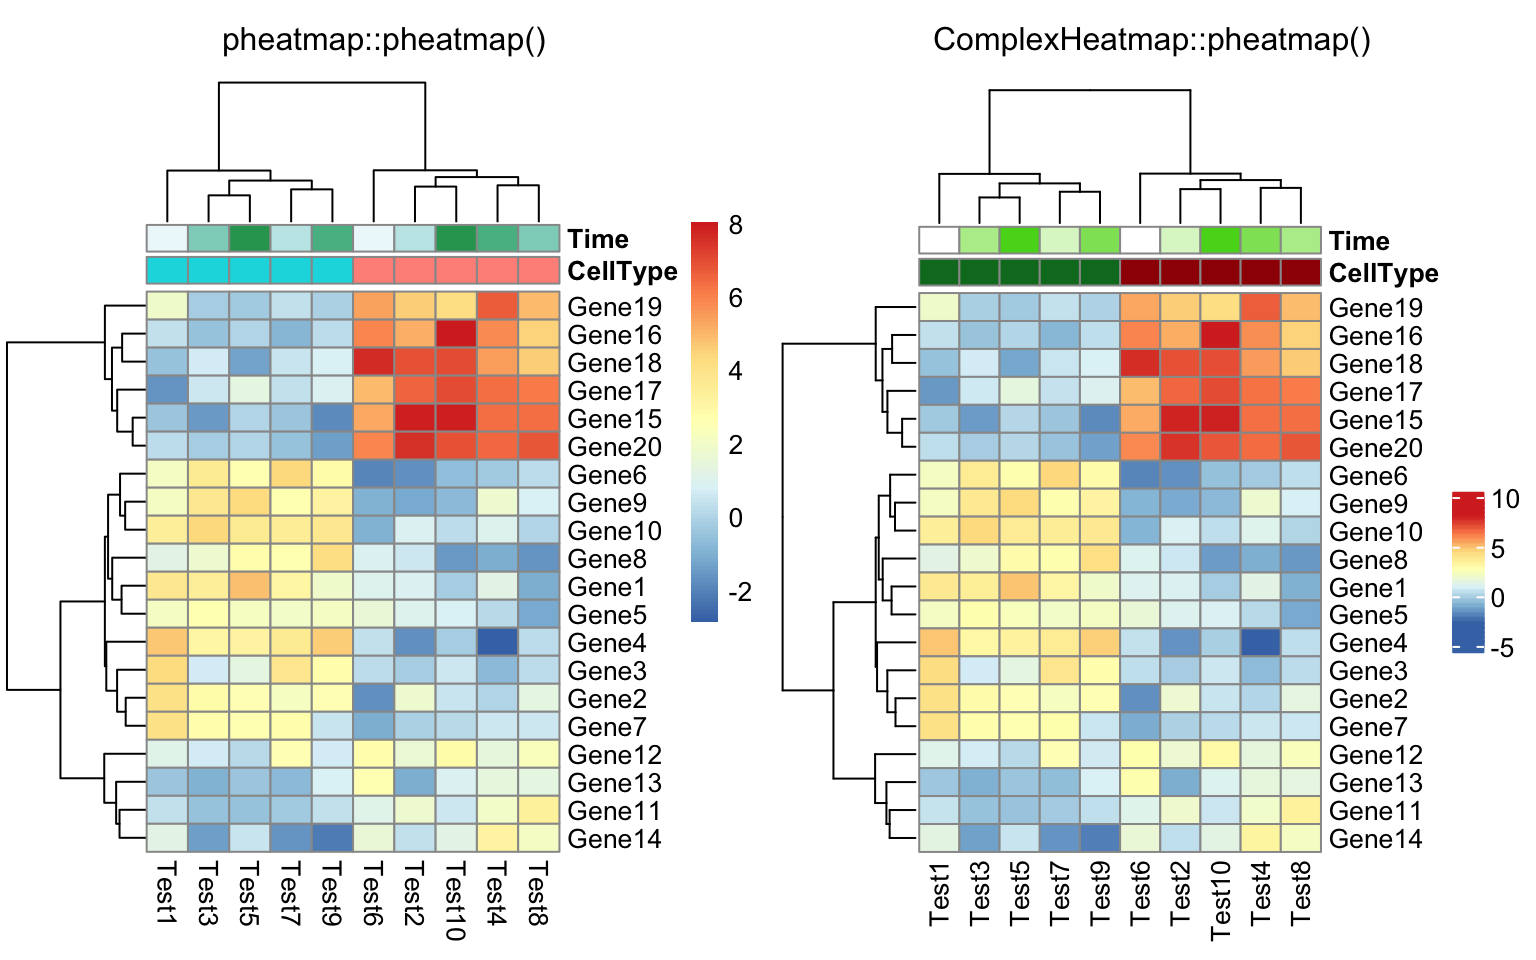 pheatmap::pheatmap()
Time
CellType
Gene19
Gene16
Gene18
Gene17
Gene15
Gene20
Gene6
Gene9
Gene10
Gene8
Gene1
Gene5
Gene4
Gene3
Gene2
Gene7
Gene12
Gene13
Gene11
Gene14
Test1
Test3
Test5
Test7
Test9
Test6
Test2
Test10
Test4
Test8
8
6
4
2
0
-2
ComplexHeatmap::pheatmap()
Time
CellType
Gene19
Gene16
Gene18
Gene17
Gene15
Gene20
Gene6
Gene9
Gene10
Gene8
Gene1
Gene5
Gene4
Gene3
Gene2
Gene7
Gene12
Gene13
Gene11
Gene14
Test1
Test3
Test5
Test7
Test9
Test6
Test2
Test10
Test4
Test8
10
5
0
-5